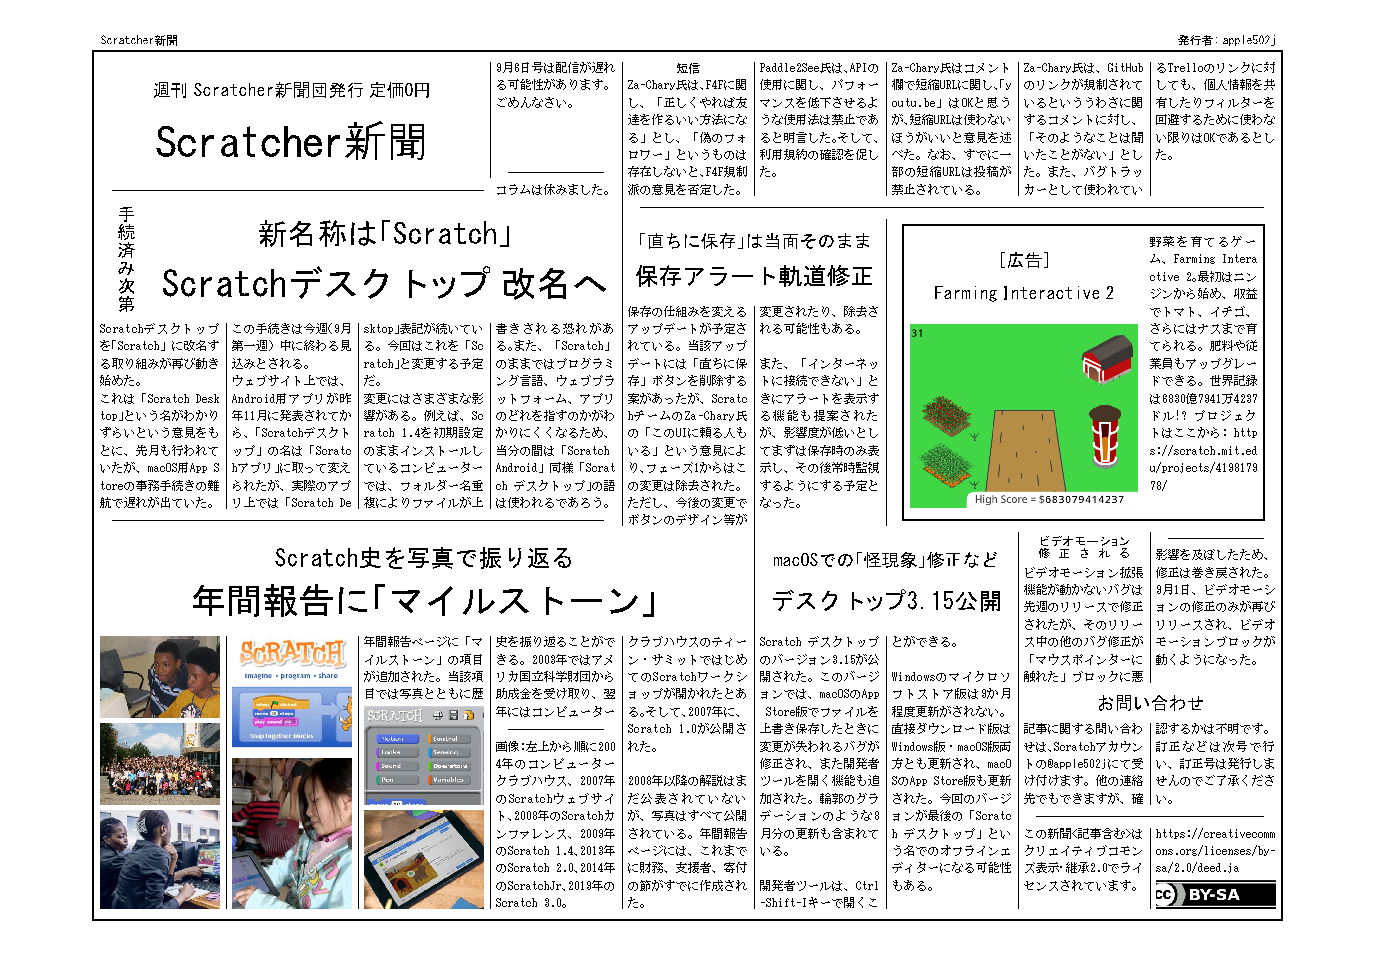 Scratcher新聞
発行者: apple502j
週刊 Scratcher新聞団発行 定価0円
Scratcher新聞
9月6日号は配信が遅れ
る可能性があります。
ごめんなさい。
コラムは休みました。
短信
Za-Chary氏は、F4Fに関
し、「正しくやれば友
達を作るいい方法にな
る」とし、「偽のフォ
ロワー」というものは
存在しないと、F4F規制
派の意見を否定した。
Paddle2See氏は、APIの
使用に関し、パフォー
マンスを低下させるよ
うな使用法は禁止であ
ると明言した。そして、
利用規約の確認を促し
た。
Za-Chary氏はコメント
欄で短縮URLに関し、「y
outu.be」はOKと思う
が、短縮URLは使わない
ほうがいいと意見を述
べた。なお、すでに一
部の短縮URLは投稿が
禁止されている。
Za-Chary氏は、GitHub
のリンクが規制されて
いるといううわさに関
するコメントに対し、
「そのようなことは聞
いたことがない」とし
た。また、バグトラッ
カーとして使われてい
るTrelloのリンクに対
しても、個人情報を共
有したりフィルターを
回避するために使わな
い限りはOKであるとし
た。
手続済み次第
新名称は「Scratch」
Scratchデスクトップ 改名へ
Scratchデスクトップ
を「Scratch」に改名す
る取り組みが再び動き
始めた。
これは「Scratch Desk
top」という名がわかり
ずらいという意見をも
とに、先月も行われて
いたが、macOS用App S
toreの事務手続きの難
航で遅れが出ていた。
この手続きは今週(9月
第一週) 中に終わる見
込みとされる。
ウェブサイト上では、
Android用アプリが昨
年11月に発表されてか
ら、「Scratchデスクト
ップ」の名は「Scratc
hアプリ」に取って変え
られたが、実際のアプ
リ上では「Scratch De
sktop」表記が続いてい
る。今回はこれを「Sc
ratch」と変更する予定
だ。
変更にはさまざまな影
響がある。例えば、Sc
ratch 1.4を初期設定
のままインストールし
ているコンピューター
では、フォルダー名重
複によりファイルが上
書きされる恐れがあ
る。また、「Scratch」
のままではプログラミ
ング言語、ウェブプラ
ットフォーム、アプリ
のどれを指すのかがわ
かりにくくなるため、
当分の間は「Scratch
Android」同様「Scrat
ch デスクトップ」の語
は使われるであろう。
「直ちに保存」は当面そのまま
保存アラート軌道修正
保存の仕組みを変える
アップデートが予定さ
れている。当該アップ
デートには「直ちに保
存」ボタンを削除する
案があったが、Scratc
hチームのZa-Chary氏
の「このUIに頼る人も
いる」という意見によ
り、フェーズ1からはこ
の変更は除去された。
ただし、今後の変更で
ボタンのデザイン等が
変更されたり、除去さ
れる可能性もある。
また、「インターネッ
トに接続できない」と
きにアラートを表示す
る機能も提案された
が、影響度が低いとし
てまずは保存時のみ表
示し、その後常時監視
するようにする予定と
なった。
[広告]
Farming Interactive 2
31
High Score = $683079414237
野菜を育てるゲー
ム、Farming Intera
ctive 2。最初はニン
ジンから始め、収益
でトマト、イチゴ、
さらにはナスまで育
てられる。肥料や従
業員もアップグレー
ドできる。世界記録
は6830億7941万4237
ドル!? プロジェク
トはここから: http
s://scratch.mit.ed
u/projects/4198179
78/
Scratch史を写真で振り返る
年間報告に「マイルストーン」
SCRATCH
imagine • program • share
when clicked
move 10 steps
play sound pop
Snap together blocks
年間報告ページに「マ
イルストーン」の項目
が追加された。当該項
目では写真とともに歴
SCRATCH
Motion
Control
Looks
Sensing
Sound
Operators
Pen
Variables
史を振り返ることがで
きる。2003年ではアメ
リカ国立科学財団から
助成金を受け取り、翌
年にはコンピューター
画像:左上から順に200
4年のコンピューター
クラブハウス、2007年
のScratchウェブサイ
ト、2008年のScratchカ
ンファレンス、2009年
のScratch 1.4、2013年
のScratch 2.0、2014年
のScratchJr、2019年の
Scratch 3.0。
クラブハウスのティー
ン・サミットではじめ
てのScratchワークシ
ョップが開かれたとあ
る。そして、2007年に、
Scratch 1.0が公開さ
れた。
2008年以降の解説はま
だ公表されていない
が、写真はすべて公開
されている。年間報告
ページには、これまで
に財務、支援者、寄付
の節がすでに作成され
た。
macOSでの「怪現象」修正など
デスクトップ3.15公開
Scratch デスクトップ
のバージョン3.15が公
開された。このバージ
ョンでは、macOSのApp
Store版でファイルを
上書き保存したときに
変更が失われるバグが
修正され、また開発者
ツールを開く機能も追
加された。輪郭のグラ
デーションのような8
月分の更新も含まれて
いる。
開発者ツールは、Ctrl
-Shift-Iキーで開くこ
とができる。
Windowsのマイクロソ
フトストア版は9か月
程度更新がされない。
直接ダウンロード版は
Windows版・macOS版両
方とも更新され、macO
SのApp Store版も更新
された。今回のバージ
ョンが最後の「Scratc
h デスクトップ」とい
う名でのオフラインエ
ディターになる可能性
もある。
ビデオモーション
修正される
ビデオモーション拡張
機能が動かないバグは
先週のリリースで修正
されたが、そのリリー
ス中の他のバグ修正が
「マウスポインターに
触れた」ブロックに悪
影響を及ぼしたため、
修正は巻き戻された。
9月1日、ビデオモーシ
ョンの修正のみが再び
リリースされ、ビデオ
モーションブロックが
動くようになった。
お問い合わせ
記事に関する問い合わ
せは、Scratchアカウン
トの@apple502jにて受
け付けます。他の連絡
先でもできますが、確
認するかは不明です。
訂正などは次号で行
い、訂正号は発行しま
せんのでご了承くださ
い。
この新聞<記事含む>は
クリエイティブコモン
ズ表示-継承2.0でライ
センスされています。
https://creativecomm
ons.org/licenses/by-
sa/2.0/deed.ja
cc BY-SA